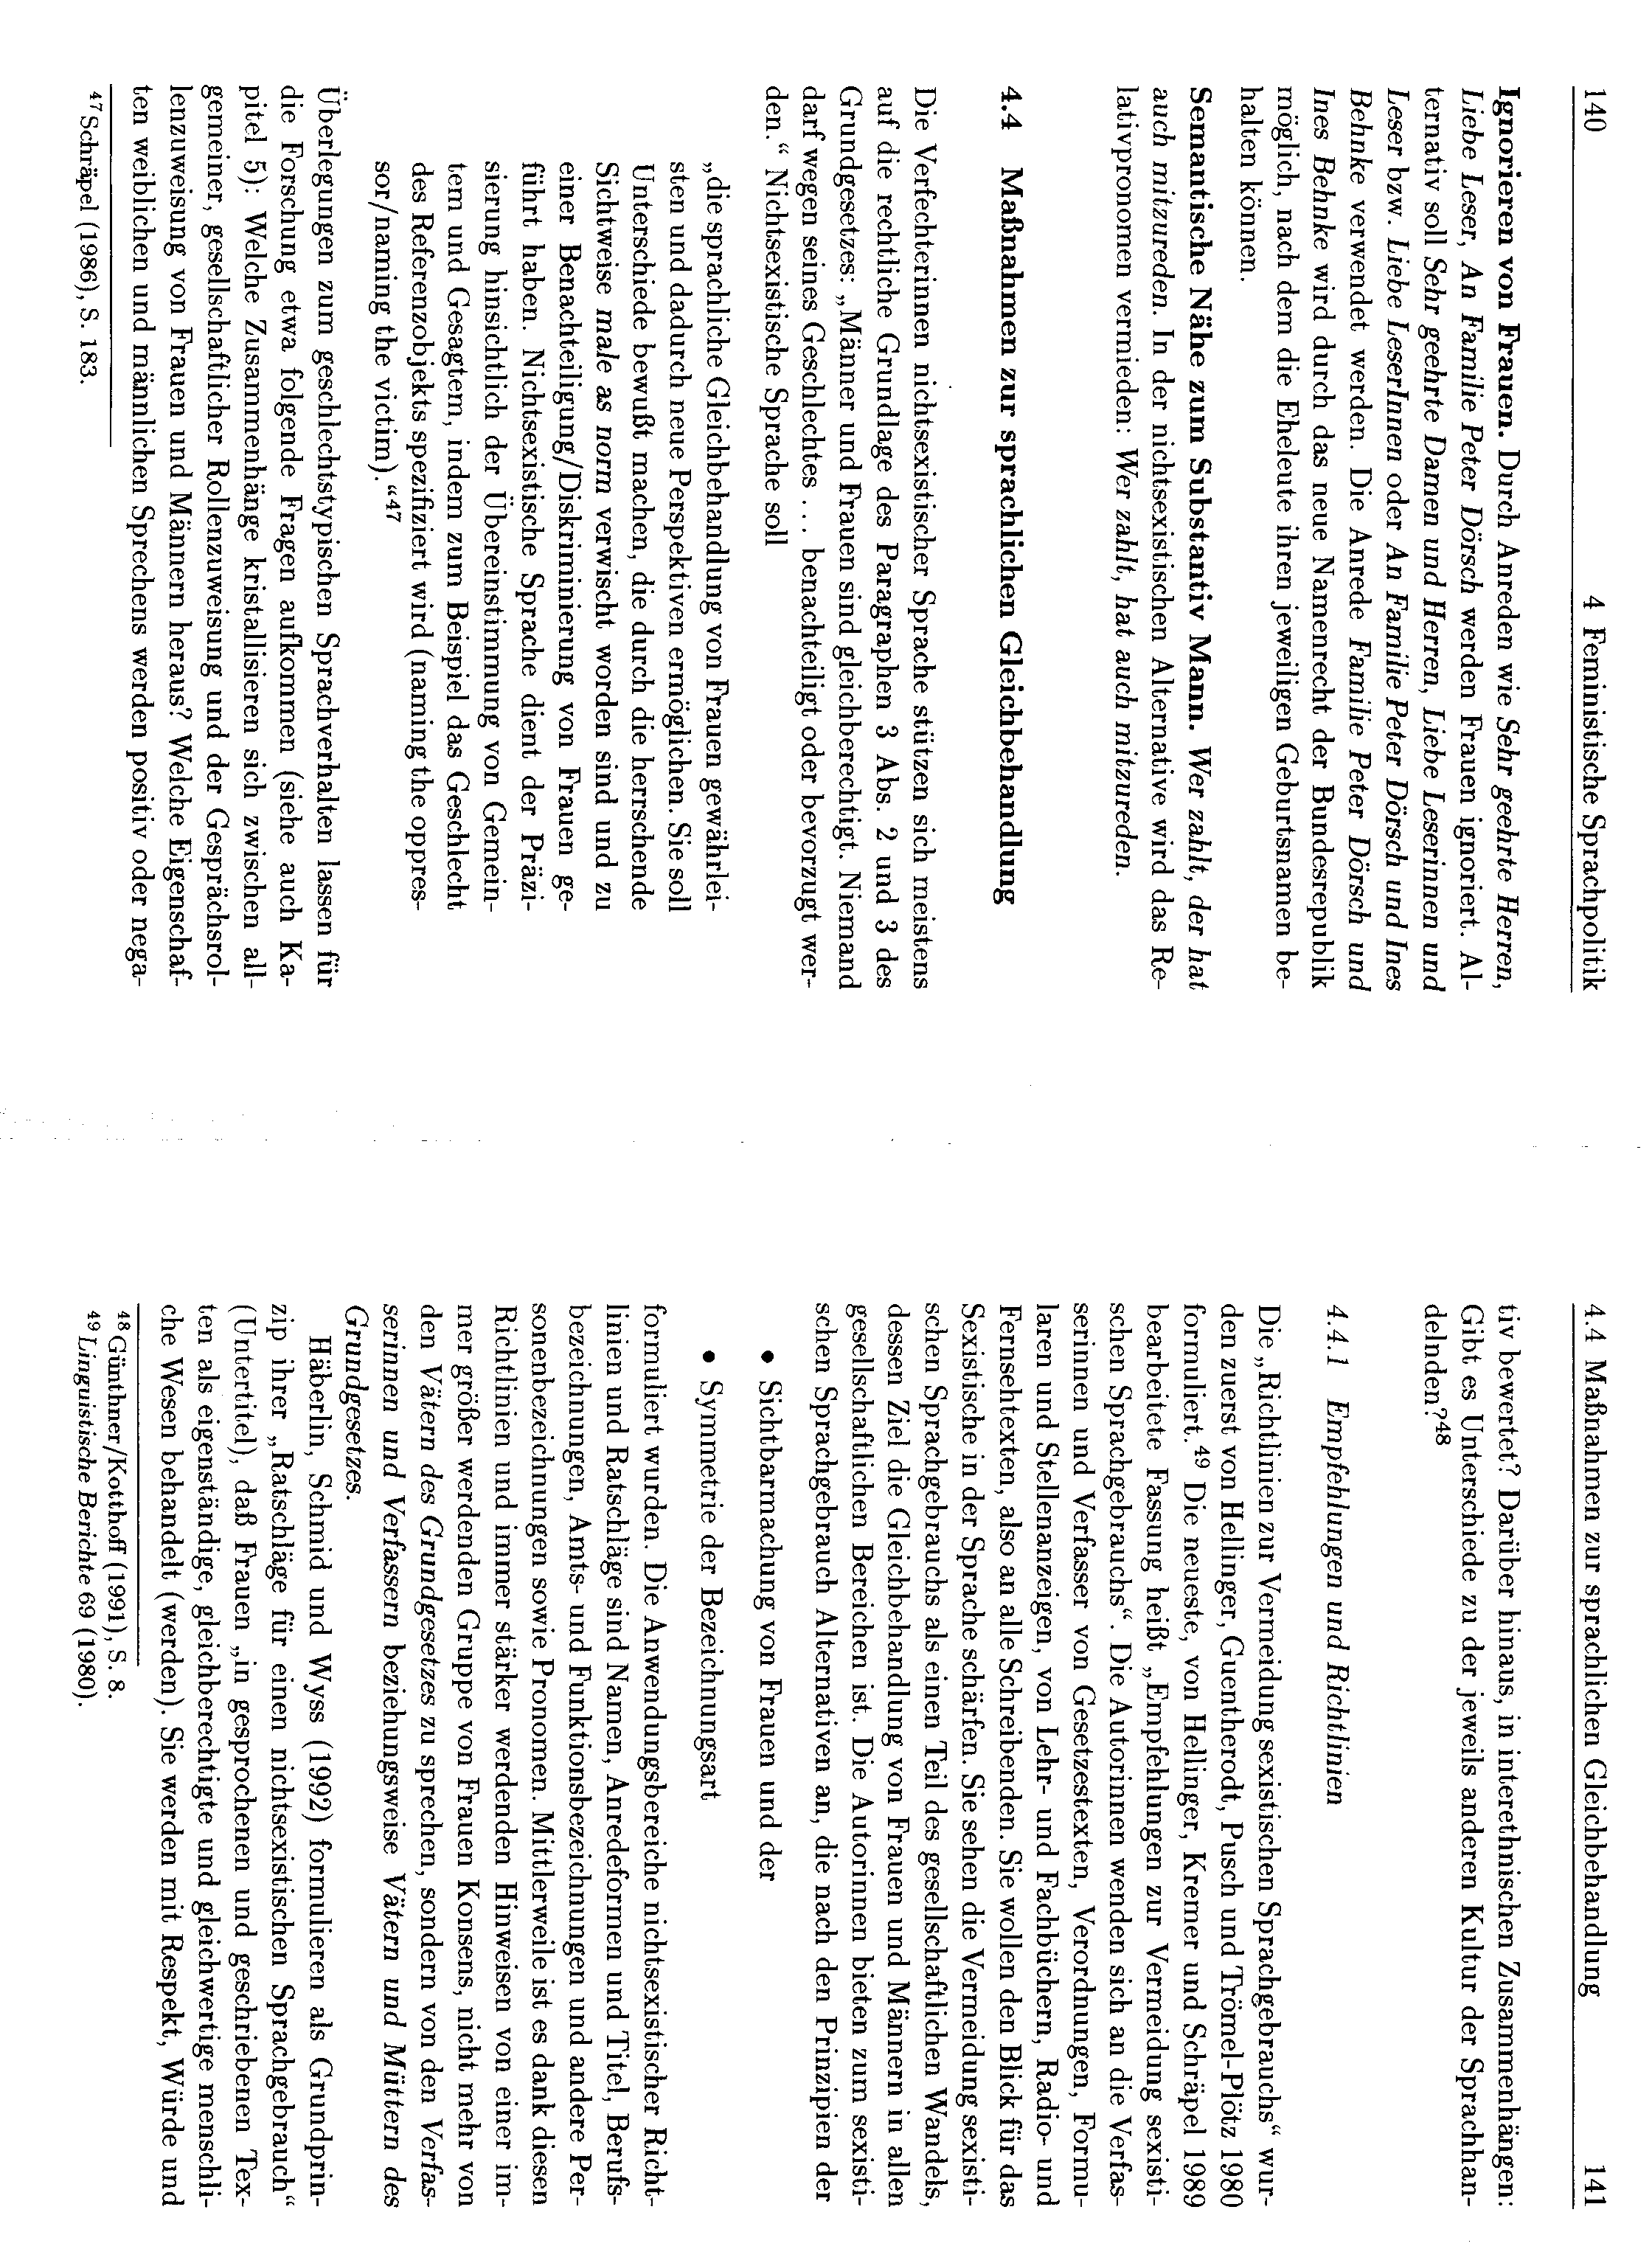 140 4 Feministische Sprachpolitik
Ignorieren von Frauen. Durch Anreden wie Sehr geehrte Herren,
Liebe Leser, An Familie Peter Dörsch werden Frauen ignoriert. Al-
ternativ soll Sehr geehrte Damen und Herren, Liebe Leserinnen und
Leser bzw. Liebe LeserInnen oder An Familie Peter Dörsch und Ines
Behnke verwendet werden. Die Anrede Familie Peter Dörsch und
Ines Behnke wird durch das neue Namenrecht der Bundesrepublik
möglich, nach dem die Eheleute ihren jeweiligen Geburtsnamen be-
halten können.
Semantische Nähe zum Substantiv Mann. Wer zahlt, der hat
auch mitzureden. In der nichtsexistischen Alternative wird das Re-
lativpronomen vermieden: Wer zahlt, hat auch mitzureden.
4.4 Maßnahmen zur sprachlichen Gleichbehandlung
Die Verfechterinnen nichtsexistischer Sprache stützen sich meistens
auf die rechtliche Grundlage des Paragraphen 3 Abs. 2 und 3 des
Grundgesetzes: „Männer und Frauen sind gleichberechtigt. Niemand
darf wegen seines Geschlechtes ... benachteiligt oder bevorzugt wer-
den.“ Nichtsexistische Sprache soll
„die sprachliche Gleichbehandlung von Frauen gewährlei-
sten und dadurch neue Perspektiven ermöglichen. Sie soll
Unterschiede bewußt machen, die durch die herrschende
Sichtweise male as norm verwischt worden sind und zu
einer Benachteiligung/Diskriminierung von Frauen ge-
führt haben. Nichtsexistische Sprache dient der Präzi-
sierung hinsichtlich der Übereinstimmung von Gemein-
tem und Gesagtem, indem zum Beispiel das Geschlecht
des Referenzobjekts spezifiziert wird (naming the oppres-
sor/naming the victim).“47
Überlegungen zum geschlechtstypischen Sprachverhalten lassen für
die Forschung etwa folgende Fragen aufkommen (siehe auch Ka-
pitel 5): Welche Zusammenhänge kristallisieren sich zwischen all-
gemeiner, gesellschaftlicher Rollenzuweisung und der Gesprächsrol-
lenzuweisung von Frauen und Männern heraus? Welche Eigenschaf-
ten weiblichen und männlichen Sprechens werden positiv oder nega-
47 Schräpel (1986), S. 183.
4.4 Maßnahmen zur sprachlichen Gleichbehandlung 141
tiv bewertet? Darüber hinaus, in interethnischen Zusammenhängen:
Gibt es Unterschiede zu der jeweils anderen Kultur der Sprachhan-
delnden?48
4.4.1 Empfehlungen und Richtlinien
Die „Richtlinien zur Vermeidung sexistischen Sprachgebrauchs“ wur-
den zuerst von Hellinger, Guentherodt, Pusch und Trömel-Plötz 1980
formuliert.49 Die neueste, von Hellinger, Kremer und Schräpel 1989
bearbeitete Fassung heißt „Empfehlungen zur Vermeidung sexisti-
schen Sprachgebrauchs“. Die Autorinnen wenden sich an die Verfas-
serinnen und Verfasser von Gesetzestexten, Verordnungen, Formu-
laren und Stellenanzeigen, von Lehr- und Fachbüchern, Radio- und
Fernsehtexten, also an alle Schreibenden. Sie wollen den Blick für das
Sexistische in der Sprache schärfen. Sie sehen die Vermeidung sexisti-
schen Sprachgebrauchs als einen Teil des gesellschaftlichen Wandels,
dessen Ziel die Gleichbehandlung von Frauen und Männern in allen
gesellschaftlichen Bereichen ist. Die Autorinnen bieten zum sexisti-
schen Sprachgebrauch Alternativen an, die nach den Prinzipien der
• Sichtbarmachung von Frauen und der
• Symmetrie der Bezeichnungsart
formuliert wurden. Die Anwendungsbereiche nichtsexistischer Richt-
linien und Ratschläge sind Namen, Anredeformen und Titel, Berufs-
bezeichnungen, Amts- und Funktionsbezeichnungen und andere Per-
sonenbezeichnungen sowie Pronomen. Mittlerweile ist es dank diesen
Richtlinien und immer stärker werdenden Hinweisen von einer im-
mer größer werdenden Gruppe von Frauen Konsens, nicht mehr von
den Vätern des Grundgesetzes zu sprechen, sondern von den Verfas-
serinnen und Verfassern beziehungsweise Vätern und Müttern des
Grundgesetzes.
Häberlin, Schmid und Wyss (1992) formulieren als Grundprin-
zip ihrer „Ratschläge für einen nichtsexistischen Sprachgebrauch“
(Untertitel), daß Frauen „in gesprochenen und geschriebenen Tex-
ten als eigenständige, gleichberechtigte und gleichwertige menschli-
che Wesen behandelt (werden). Sie werden mit Respekt, Würde und
48 Günthner/Kotthoff (1991), S. 8.
49 Linguistische Berichte 69 (1980).